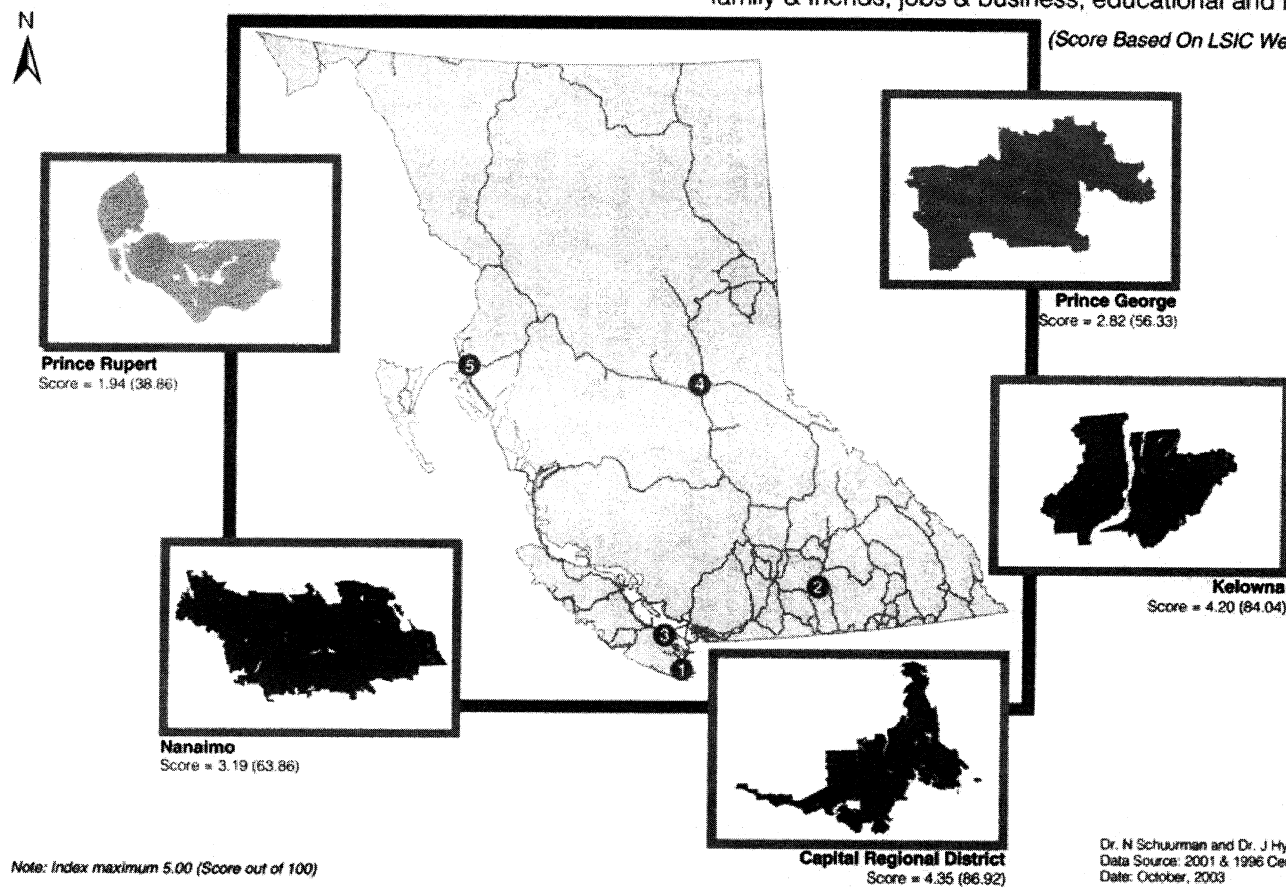 family & friends, jobs & business, educational and
(Score Based On LSIC
N
Prince George
Score = 2.82 (56.33)
Prince Rupert
Score = 1.94 (38.86)
5
4
Kelowna
Score = 4.20 (84.04)
2
3
1
Nanaimo
Score = 3.19 (63.86)
Capital Regional District
Score = 4.35 (86.92)
Note: Index maximum 5.00 (Score out of 100)
Dr. N Schuurman and Dr. J
Data Source: 2001 & 1996
Date: October, 2003